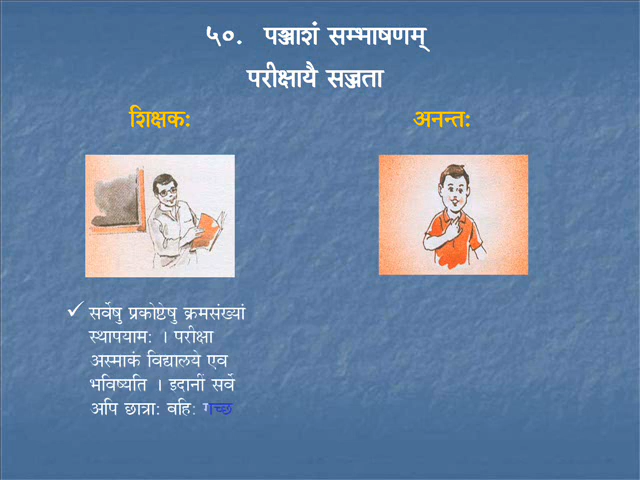 ५०. पञ्चाशं सम्भाषणम्
परीक्षायै सज्जता
शिक्षकः
अनन्तः
सर्वेषु प्रकोष्टेषु क्रमसंख्यां
स्थापयामः । परीक्षा
अस्माकं विद्यालये एव
भविष्यति । इदानीं सर्वे
अपि छात्राः वहिः गच्छ